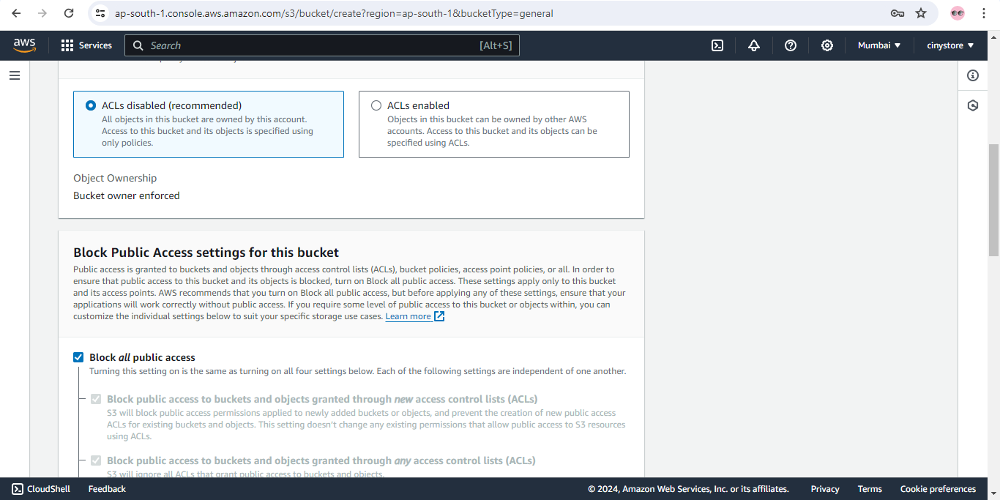 ap-south-1.console.aws.amazon.com/s3/bucket/create?region=ap-south-1&bucketType=general
aws
Services
Search
[Alt+S]
Mumbai
cinystore
ACLs disabled (recommended)
All objects in this bucket are owned by this account.
Access to this bucket and its objects is specified using
only policies.
ACLs enabled
Objects in this bucket can be owned by other AWS
accounts. Access to this bucket and its objects can be
specified using ACLs.
Object Ownership
Bucket owner enforced
Block Public Access settings for this bucket
Public access is granted to buckets and objects through access control lists (ACLs), bucket policies, access point policies, or all. In order to
ensure that public access to this bucket and its objects is blocked, turn on Block all public access. These settings apply only to this bucket
and its access points. AWS recommends that you turn on Block all public access, but before applying any of these settings, ensure that your
applications will work correctly without public access. If you require some level of public access to this bucket or objects within, you can
customize the individual settings below to suit your specific storage use cases. Learn more
Block all public access
Turning this setting on is the same as turning on all four settings below. Each of the following settings are independent of one another.
Block public access to buckets and objects granted through new access control lists (ACLs)
S3 will block public access permissions applied to newly added buckets or objects, and prevent the creation of new public access
ACLs for existing buckets and objects. This setting doesn't change any existing permissions that allow public access to S3 resources
using ACLs.
Block public access to buckets and objects granted through any access control lists (ACLs)
S3 will ignore all ACLs that grant public access to buckets and objects.
CloudShell
Feedback
© 2024, Amazon Web Services, Inc. or its affiliates.
Privacy
Terms
Cookie preferences